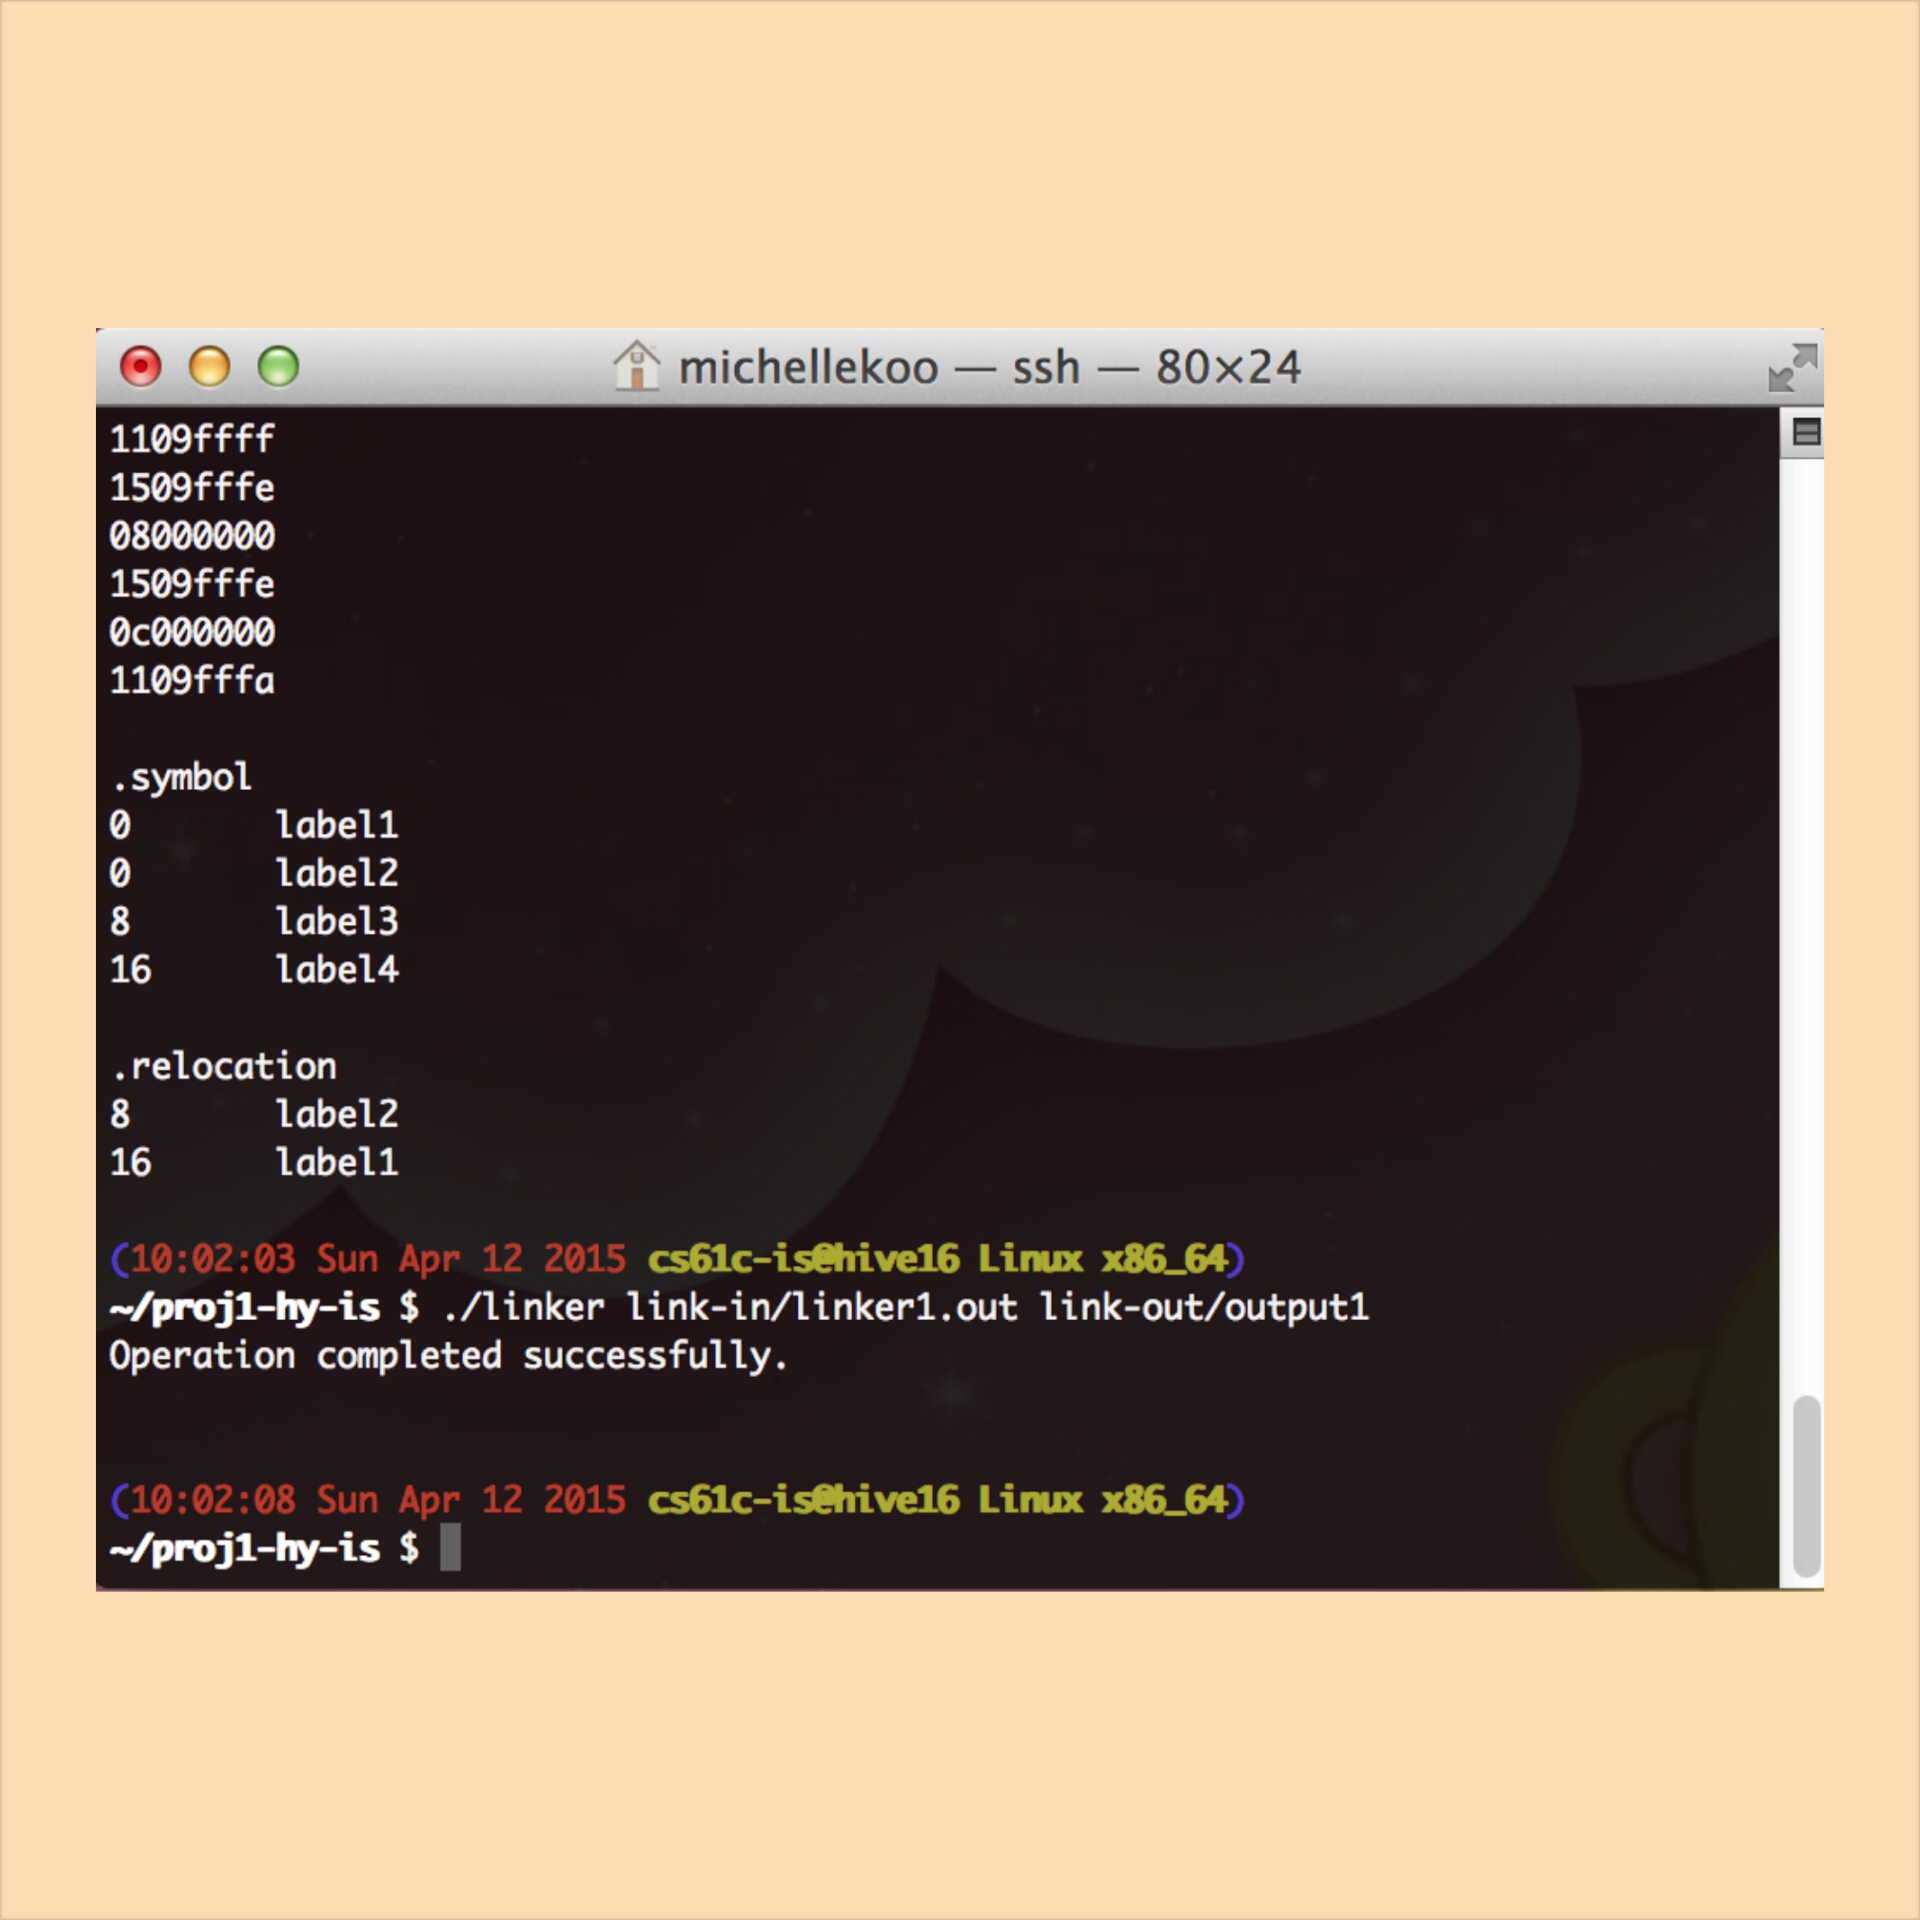 michellekoo — ssh — 80×24
1109ffff
1509fffe
08000000
1509fffe
0c000000
1109fffa
.symbol
0 label1
0 label2
8 label3
16 label4
.relocation
8 label2
16 label1
(10:02:03 Sun Apr 12 2015 cs61c-is@hive16 Linux x86_64)
~/proj1-hy-is $ ./linker link-in/linker1.out link-out/output1
Operation completed successfully.
(10:02:08 Sun Apr 12 2015 cs61c-is@hive16 Linux x86_64)
~/proj1-hy-is $